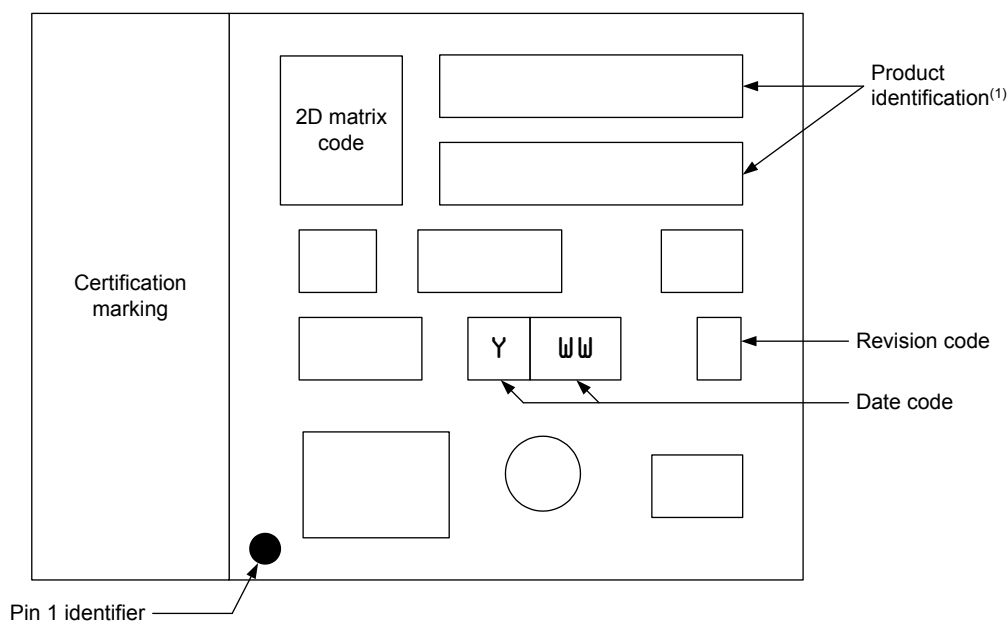 Product
identification(1)
2D matrix
code
Certification
marking
Y WW
Revision code
Date code
Pin 1 identifier